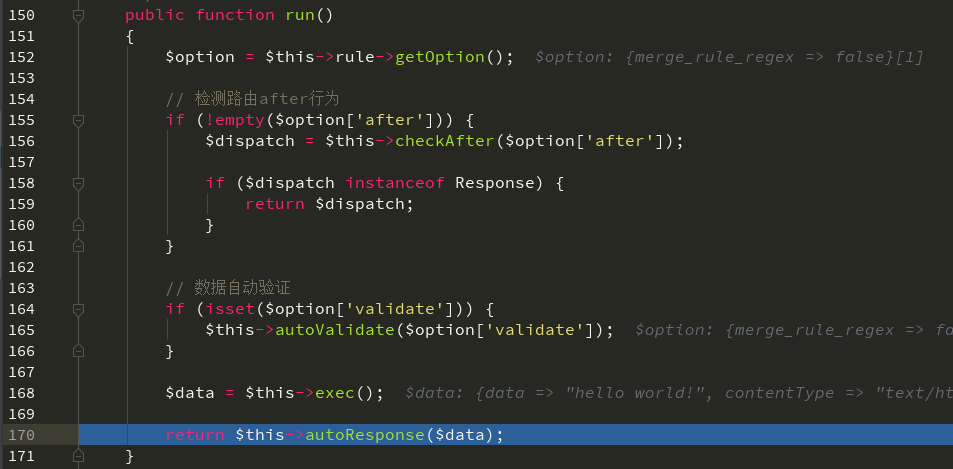 150 public function run()
151 {
152 $option = $this->rule->getOption(); $option: {merge_rule_regex => false}[1]
153
154 // 检测路由after行为
155 if (!empty($option['after'])) {
156 $dispatch = $this->checkAfter($option['after']);
157
158 if ($dispatch instanceof Response) {
159 return $dispatch;
160 }
161 }
162
163 // 数据自动验证
164 if (isset($option['validate'])) {
165 $this->autoValidate($option['validate']); $option: {merge_rule_regex => fa
166 }
167
168 $data = $this->exec(); $data: {data => "hello world!", contentType => "text/ht
169
170 return $this->autoResponse($data);
171 }